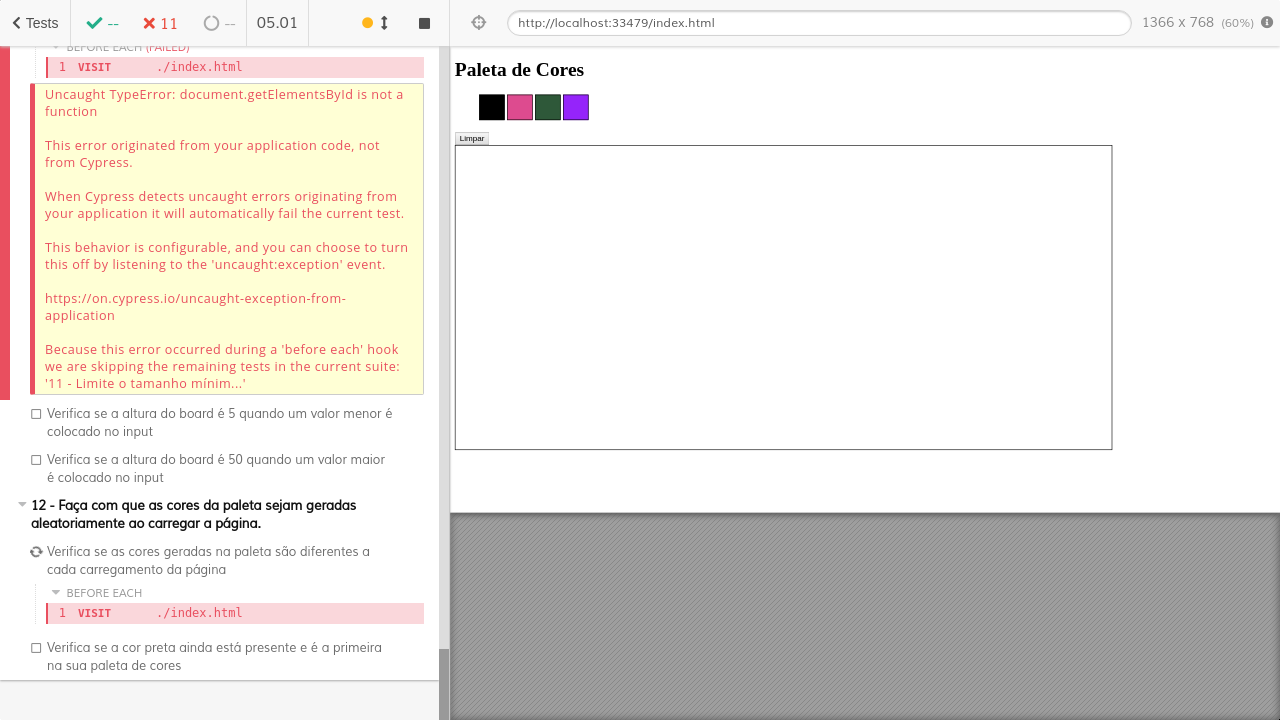 Tests
--
11
--
05.01
http://localhost:33479/index.html
1366 x 768 (60%)
BEFORE EACH (FAILED)
1 VISIT ./index.html
Uncaught TypeError: document.getElementsById is not a
function
This error originated from your application code, not
from Cypress.
When Cypress detects uncaught errors originating from
your application it will automatically fail the current test.
This behavior is configurable, and you can choose to turn
this off by listening to the 'uncaught:exception' event.
https://on.cypress.io/uncaught-exception-from-
application
Because this error occurred during a 'before each' hook
we are skipping the remaining tests in the current suite:
'11 - Limite o tamanho mínim...'
Verifica se a altura do board é 5 quando um valor menor é
colocado no input
Verifica se a altura do board é 50 quando um valor maior
é colocado no input
12 - Faça com que as cores da paleta sejam geradas
aleatoriamente ao carregar a página.
Verifica se as cores geradas na paleta são diferentes a
cada carregamento da página
BEFORE EACH
1 VISIT ./index.html
Verifica se a cor preta ainda está presente e é a primeira
na sua paleta de cores
Paleta de Cores
Limpar